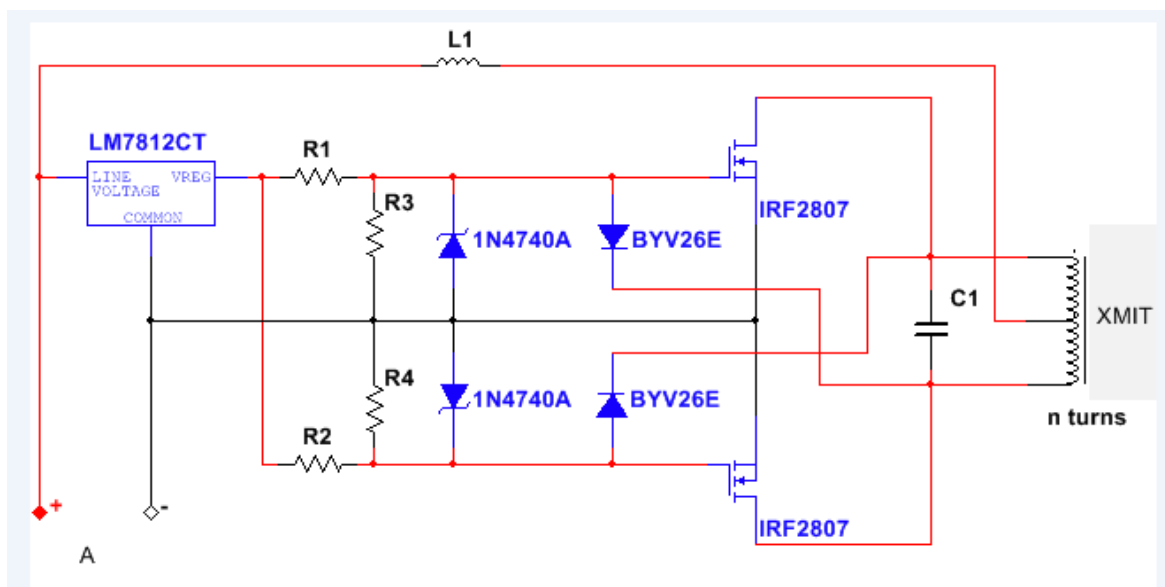 L1
LM7812CT
LINE VREG
VOLTAGE
COMMON
R1
R3
IRF2807
1N4740A
BYV26E
C1
XMIT
R4
1N4740A
BYV26E
n turns
R2
IRF2807
+
-
A